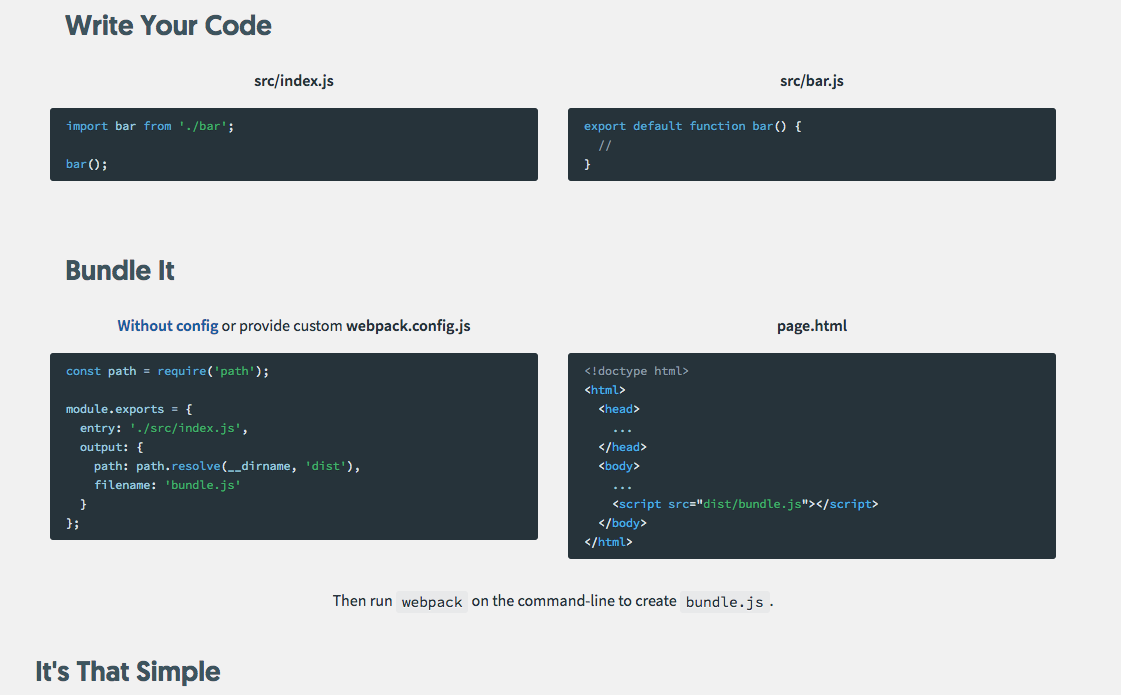 Write Your Code
src/index.js
import bar from './bar';
bar();
src/bar.js
export default function bar() {
  //
}
Bundle It
Without config or provide custom webpack.config.js
const path = require('path');
module.exports = {
  entry: './src/index.js',
  output: {
    path: path.resolve(__dirname, 'dist'),
    filename: 'bundle.js'
  }
};
page.html
<!doctype html>
<html>
  <head>
    ...
  </head>
  <body>
    ...
    <script src="dist/bundle.js"></script>
  </body>
</html>
Then run webpack on the command-line to create bundle.js.
It's That Simple